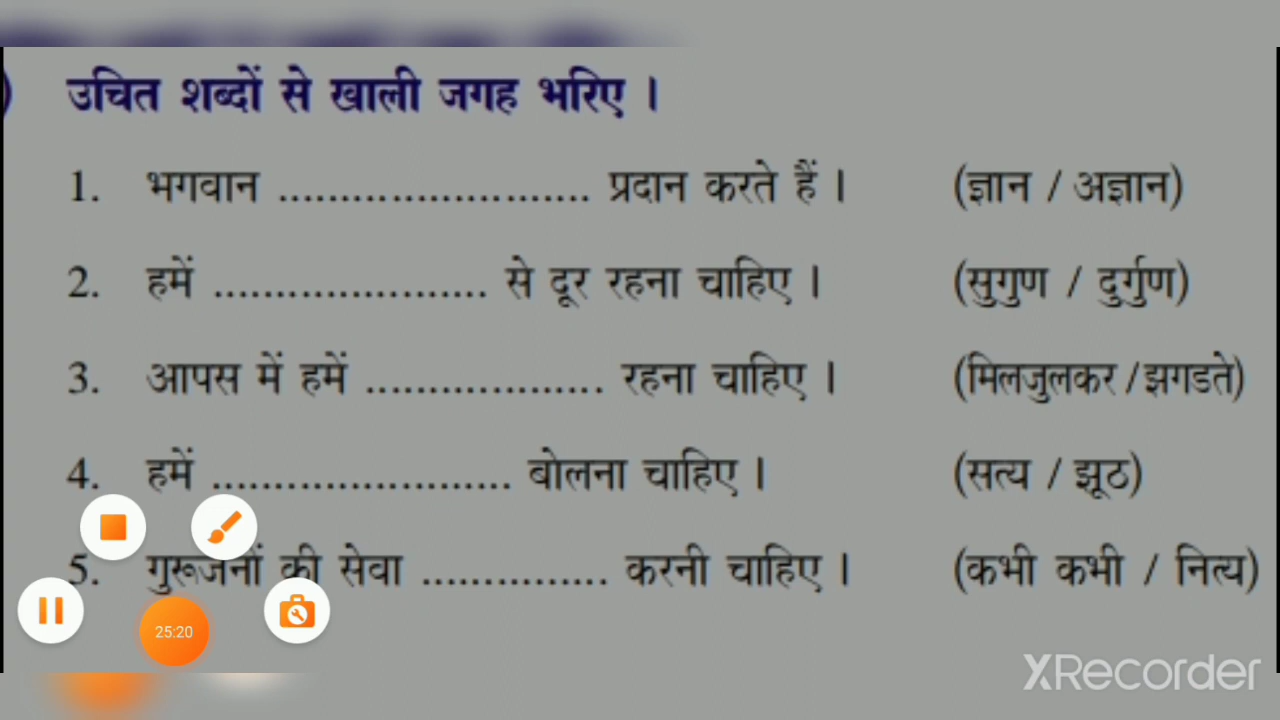 उचित शब्दों से खाली जगह भरिए ।
1. भगवान ......................... प्रदान करते हैं । (ज्ञान / अज्ञान)
2. हमें ...................... से दूर रहना चाहिए । (सुगुण / दुर्गुण)
3. आपस में हमें ................... रहना चाहिए । (मिलजुलकर / झगडते)
4. हमें ........................ बोलना चाहिए । (सत्य / झूठ)
5. गुरूजनों की सेवा ............... करनी चाहिए । (कभी कभी / नित्य)
25:20
XRecorder